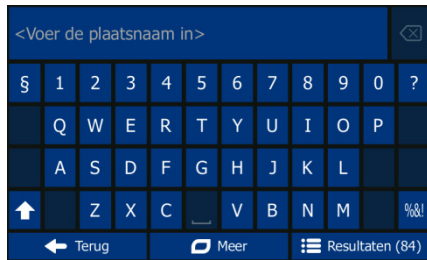 <Voer de plaatsnaam in>
§ 1 2 3 4 5 6 7 8 9 0 ?
Q W E R T Y U I O P
A S D F G H J K L
Z X C V B N M %&!
Terug Meer Resultaten (84)